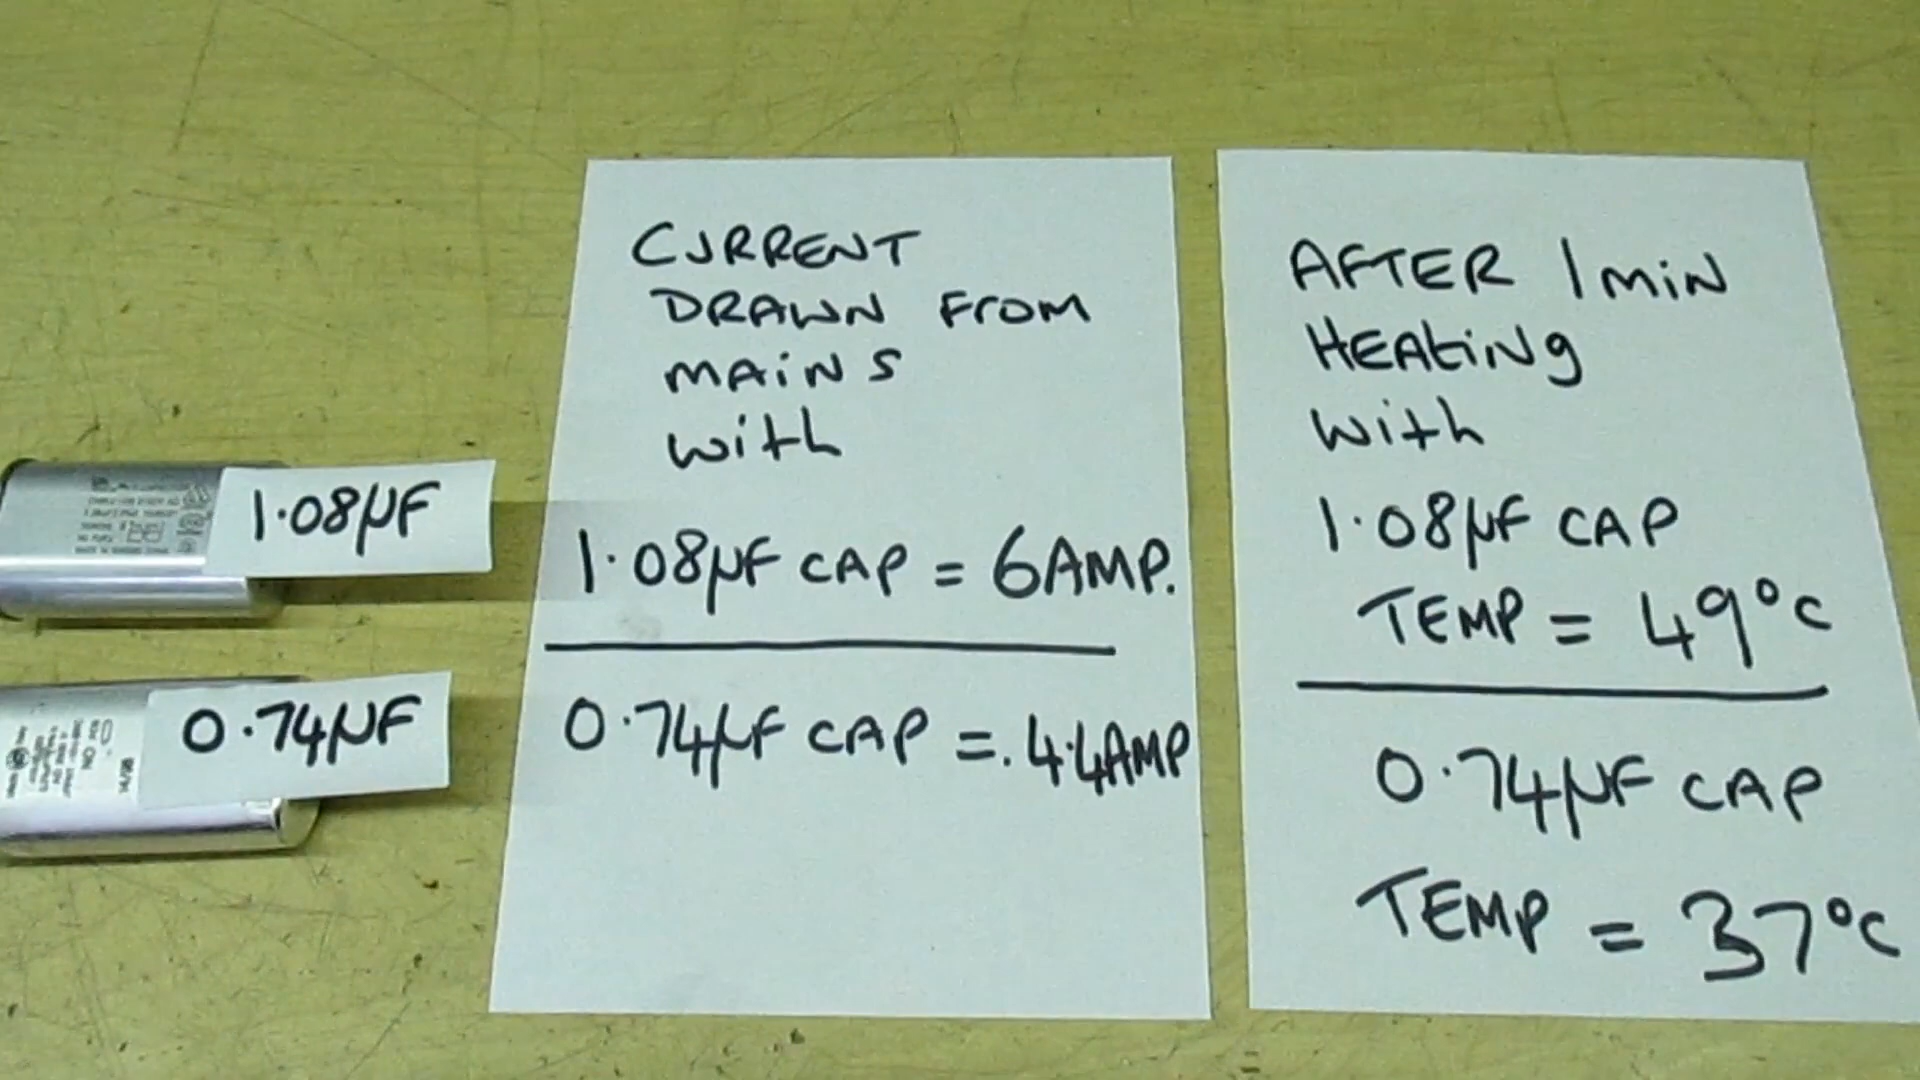 1.08µF
0.74µF
CURRENT
DRAWN FROM
MAiNS
with
1.08µF CAP = 6AMP.
0.74µF CAP =.4.4AMP
AFTER 1MiN
HEAtiNg
With
1.08µF CAP
TEMP = 49°C
0.74µF CAP
TEMP = 37°C